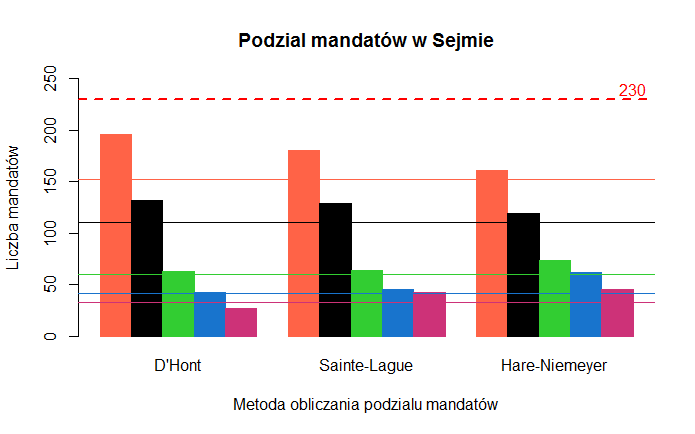 Podzial mandatów w Sejmie
Liczba mandatów
250
200
150
100
50
0
230
D'Hont
Sainte-Lague
Hare-Niemeyer
Metoda obliczania podzialu mandatów